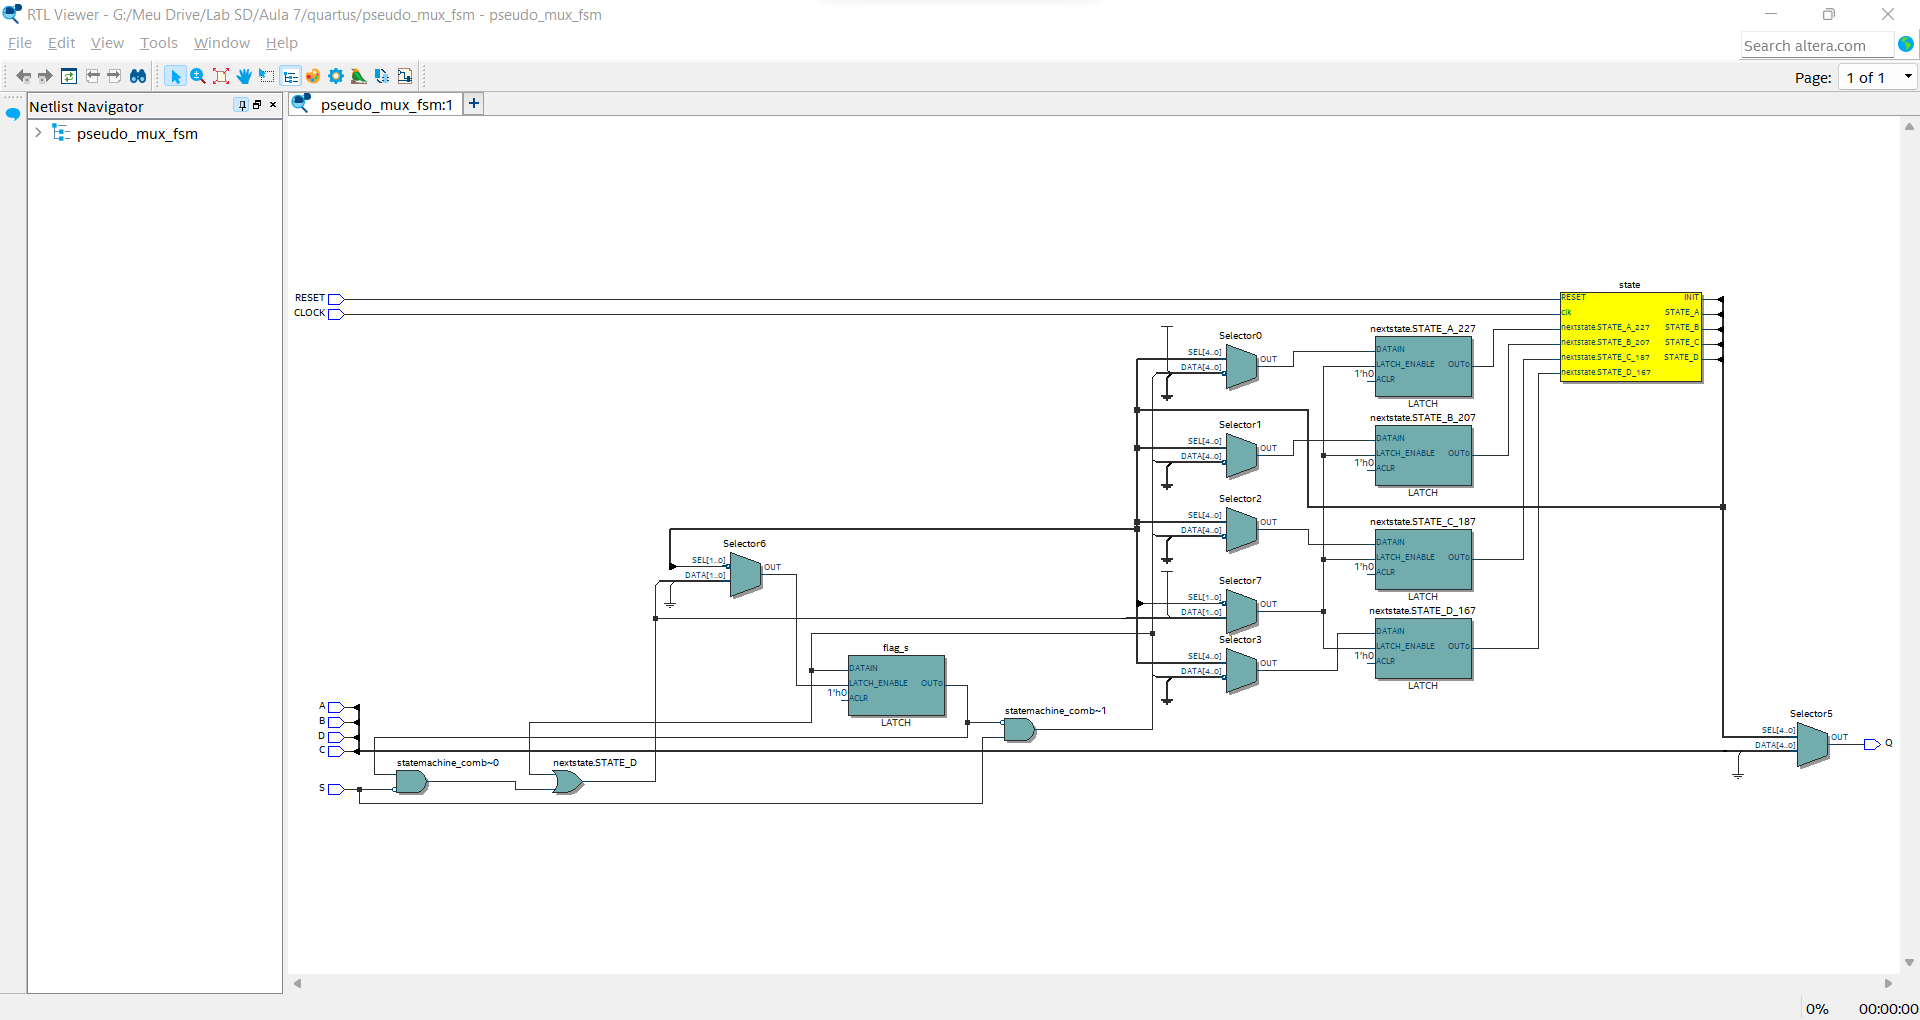 RTL Viewer - G:/Meu Drive/Lab SD/Aula 7/quartus/pseudo_mux_fsm - pseudo_mux_fsm
File Edit View Tools Window Help
Search altera.com
Page: 1 of 1
Netlist Navigator
pseudo_mux_fsm:1
pseudo_mux_fsm
state
RESET
CLOCK
RESET INIT
clk STATE_A
nextstate.STATE_A_227 STATE_B
nextstate.STATE_B_207 STATE_C
nextstate.STATE_C_187 STATE_D
nextstate.STATE_D_167
Selector0
SEL[4..0]
DATA[4..0]
OUT
nextstate.STATE_A_227
DATAIN
LATCH_ENABLE OUT0
1'h0 ACLR
LATCH
Selector1
SEL[4..0]
DATA[4..0]
OUT
nextstate.STATE_B_207
DATAIN
LATCH_ENABLE OUT0
1'h0 ACLR
LATCH
Selector2
SEL[4..0]
DATA[4..0]
OUT
nextstate.STATE_C_187
DATAIN
LATCH_ENABLE OUT0
1'h0 ACLR
LATCH
Selector6
SEL[1..0]
DATA[1..0]
OUT
Selector7
SEL[1..0]
DATA[1..0]
OUT
nextstate.STATE_D_167
DATAIN
LATCH_ENABLE OUT0
1'h0 ACLR
LATCH
Selector3
SEL[4..0]
DATA[4..0]
OUT
flag_s
DATAIN
LATCH_ENABLE OUT0
1'h0 ACLR
LATCH
A
B
D
C
S
statemachine_comb~1
statemachine_comb~0
nextstate.STATE_D
Selector5
SEL[4..0]
DATA[4..0]
OUT
Q
0% 00:00:00